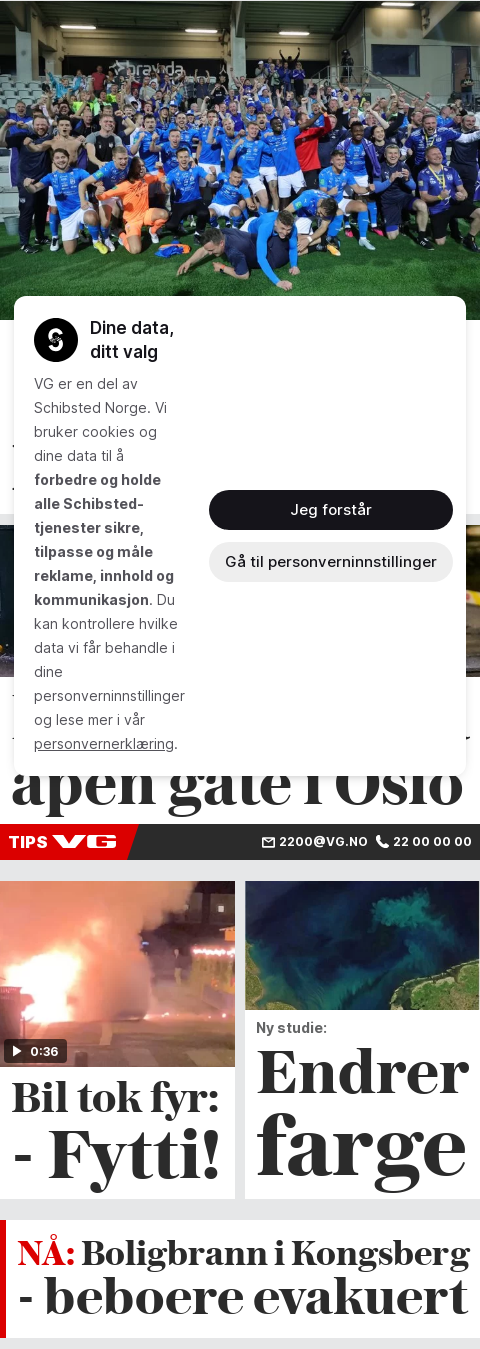 bravida
Dine data,
ditt valg
VG er en del av
Schibsted Norge. Vi
bruker cookies og
dine data til å
forbedre og holde
alle Schibsted-
tjenester sikre,
tilpasse og måle
reklame, innhold og
kommunikasjon. Du
kan kontrollere hvilke
data vi får behandle i
dine
personverninnstillinger
og lese mer i vår
personvernerklæring.
Jeg forstår
Gå til personverninnstillinger
åpen gate i Oslo
TIPS VG
2200@VG.NO 22 00 00 00
0:36
Bil tok fyr:
- Fytti!
Ny studie:
Endrer
farge
NÅ: Boligbrann i Kongsberg
- beboere evakuert